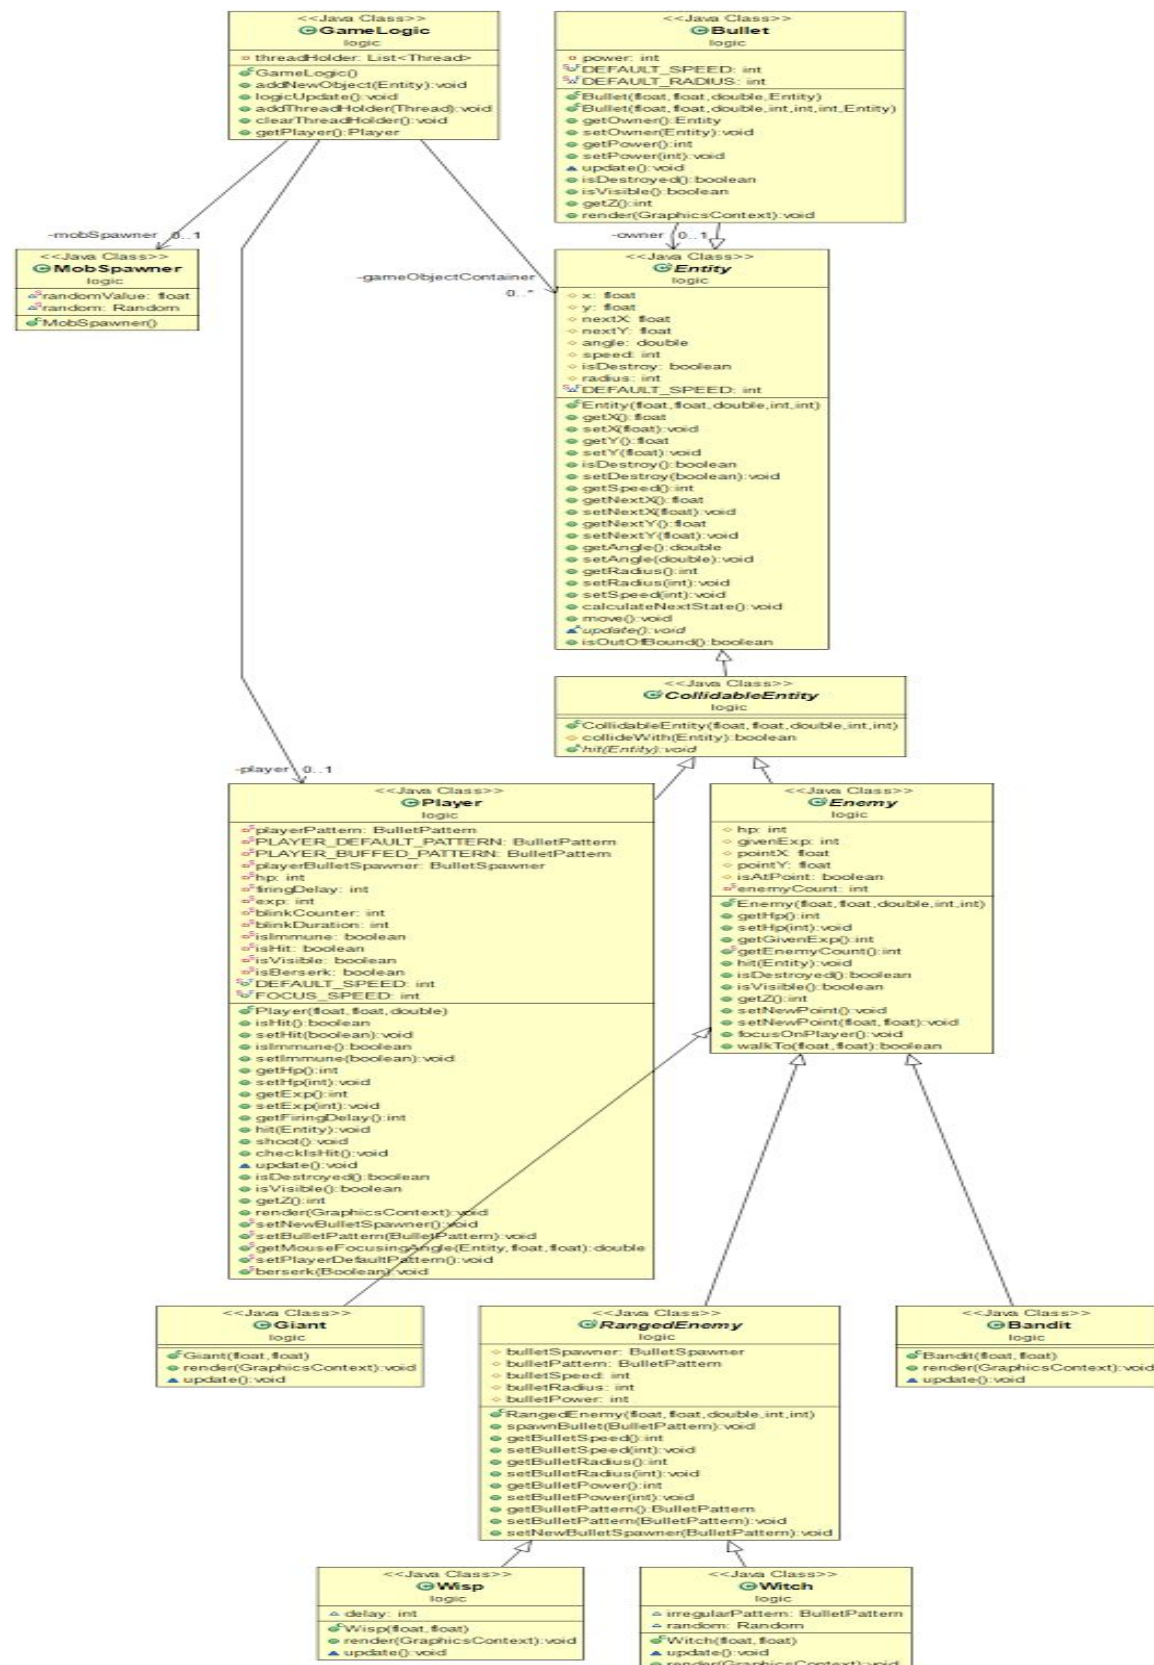 <<Java Class>>
GameLogic
logic
threadHolder: List<Thread>
GameLogic()
addNewObject(Entity):void
logicUpdate():void
addThreadHolder(Thread):void
clearThreadHolder():void
getPlayer():Player
<<Java Class>>
Bullet
logic
power: int
DEFAULT_SPEED: int
DEFAULT_RADIUS: int
Bullet(float,float,double,Entity)
Bullet(float,float,double,int,int,int,Entity)
getOwner():Entity
setOwner(Entity):void
getPower():int
setPower(int):void
update():void
isDestroyed():boolean
isVisible():boolean
getZ():int
render(GraphicsContext):void
-mobSpawner 0..1
-owner 0..1
<<Java Class>>
MobSpawner
logic
randomValue: float
random: Random
MobSpawner()
-gameObjectContainer
0..*
<<Java Class>>
Entity
logic
x: float
y: float
nextX: float
nextY: float
angle: double
speed: int
isDestroy: boolean
radius: int
DEFAULT_SPEED: int
Entity(float,float,double,int,int)
getX():float
setX(float):void
getY():float
setY(float):void
isDestroy():boolean
setDestroy(boolean):void
getSpeed():int
getNextX():float
setNextX(float):void
getNextY():float
setNextY(float):void
getAngle():double
setAngle(double):void
getRadius():int
setRadius(int):void
setSpeed(int):void
calculateNextState():void
move():void
update():void
isOutOfBound():boolean
<<Java Class>>
CollidableEntity
logic
CollidableEntity(float,float,double,int,int)
collideWith(Entity):boolean
hit(Entity):void
-player 0..1
<<Java Class>>
Player
logic
playerPattern: BulletPattern
PLAYER_DEFAULT_PATTERN: BulletPattern
PLAYER_BUFFED_PATTERN: BulletPattern
playerBulletSpawner: BulletSpawner
hp: int
firingDelay: int
exp: int
blinkCounter: int
blinkDuration: int
isImmune: boolean
isHit: boolean
isVisible: boolean
isBerserk: boolean
DEFAULT_SPEED: int
FOCUS_SPEED: int
Player(float,float,double)
isHit():boolean
setHit(boolean):void
isImmune():boolean
setImmune(boolean):void
getHp():int
setHp(int):void
getExp():int
setExp(int):void
getFiringDelay():int
hit(Entity):void
shoot():void
checkIsHit():void
update():void
isDestroyed():boolean
isVisible():boolean
getZ():int
render(GraphicsContext):void
setNewBulletSpawner():void
setBulletPattern(BulletPattern):void
getMouseFocusingAngle(Entity,float,float):double
setPlayerDefaultPattern():void
berserk(Boolean):void
<<Java Class>>
Enemy
logic
hp: int
givenExp: int
pointX: float
pointY: float
isAtPoint: boolean
enemyCount: int
Enemy(float,float,double,int,int)
getHp():int
setHp(int):void
getGivenExp():int
getEnemyCount():int
hit(Entity):void
isDestroyed():boolean
isVisible():boolean
getZ():int
setNewPoint():void
setNewPoint(float,float):void
focusOnPlayer():void
walkTo(float,float):boolean
<<Java Class>>
Giant
logic
Giant(float,float)
render(GraphicsContext):void
update():void
<<Java Class>>
RangedEnemy
logic
bulletSpawner: BulletSpawner
bulletPattern: BulletPattern
bulletSpeed: int
bulletRadius: int
bulletPower: int
RangedEnemy(float,float,double,int,int)
spawnBullet(BulletPattern):void
getBulletSpeed():int
setBulletSpeed(int):void
getBulletRadius():int
setBulletRadius(int):void
getBulletPower():int
setBulletPower(int):void
getBulletPattern():BulletPattern
setBulletPattern(BulletPattern):void
setNewBulletSpawner(BulletPattern):void
<<Java Class>>
Bandit
logic
Bandit(float,float)
render(GraphicsContext):void
update():void
<<Java Class>>
Wisp
logic
delay: int
Wisp(float,float)
render(GraphicsContext):void
update():void
<<Java Class>>
Witch
logic
irregularPattern: BulletPattern
random: Random
Witch(float,float)
update():void
render(GraphicsContext):void